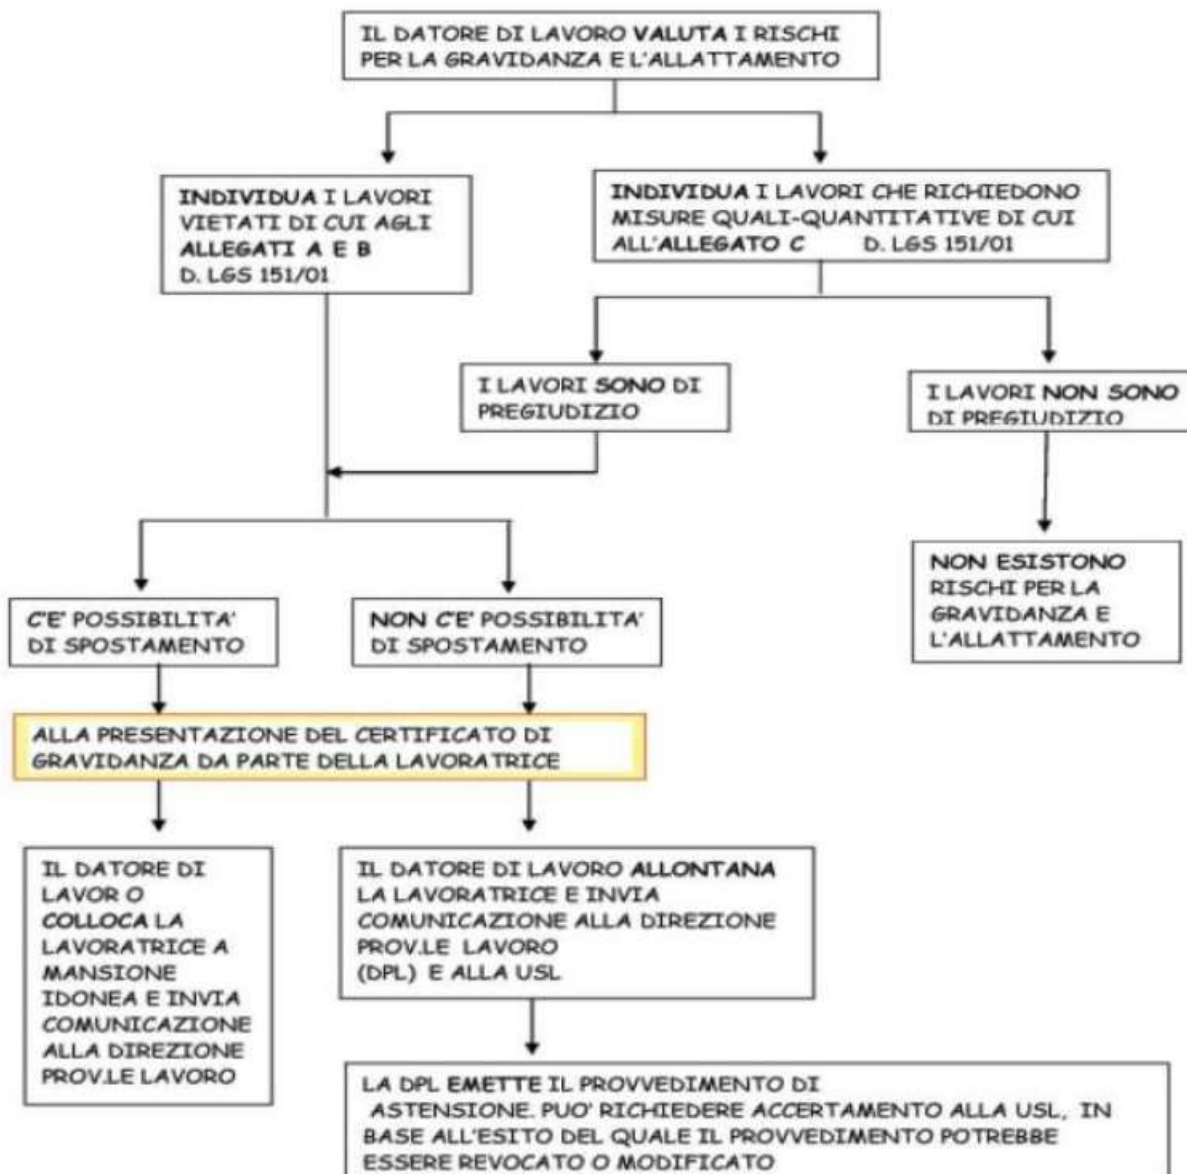 IL DATORE DI LAVORO VALUTA I RISCHI
PER LA GRAVIDANZA E L'ALLATTAMENTO
INDIVIDUA I LAVORI
VIETATI DI CUI AGLI
ALLEGATI A E B
D. LGS 151/01
INDIVIDUA I LAVORI CHE RICHIEDONO
MISURE QUALI-QUANTITATIVE DI CUI
ALL'ALLEGATO C D. LGS 151/01
I LAVORI SONO DI
PREGIUDIZIO
I LAVORI NON SONO
DI PREGIUDIZIO
NON ESISTONO
RISCHI PER LA
GRAVIDANZA E
L'ALLATTAMENTO
C'E' POSSIBILITA'
DI SPOSTAMENTO
NON C'E' POSSIBILITA'
DI SPOSTAMENTO
ALLA PRESENTAZIONE DEL CERTIFICATO DI
GRAVIDANZA DA PARTE DELLA LAVORATRICE
IL DATORE DI
LAVOR O
COLLOCA LA
LAVORATRICE A
MANSIONE
IDONEA E INVIA
COMUNICAZIONE
ALLA DIREZIONE
PROV.LE LAVORO
IL DATORE DI LAVORO ALLONTANA
LA LAVORATRICE E INVIA
COMUNICAZIONE ALLA DIREZIONE
PROV.LE LAVORO
(DPL) E ALLA USL
LA DPL EMETTE IL PROVVEDIMENTO DI
ASTENSIONE. PUO' RICHIEDERE ACCERTAMENTO ALLA USL, IN
BASE ALL'ESITO DEL QUALE IL PROVVEDIMENTO POTREBBE
ESSERE REVOCATO O MODIFICATO